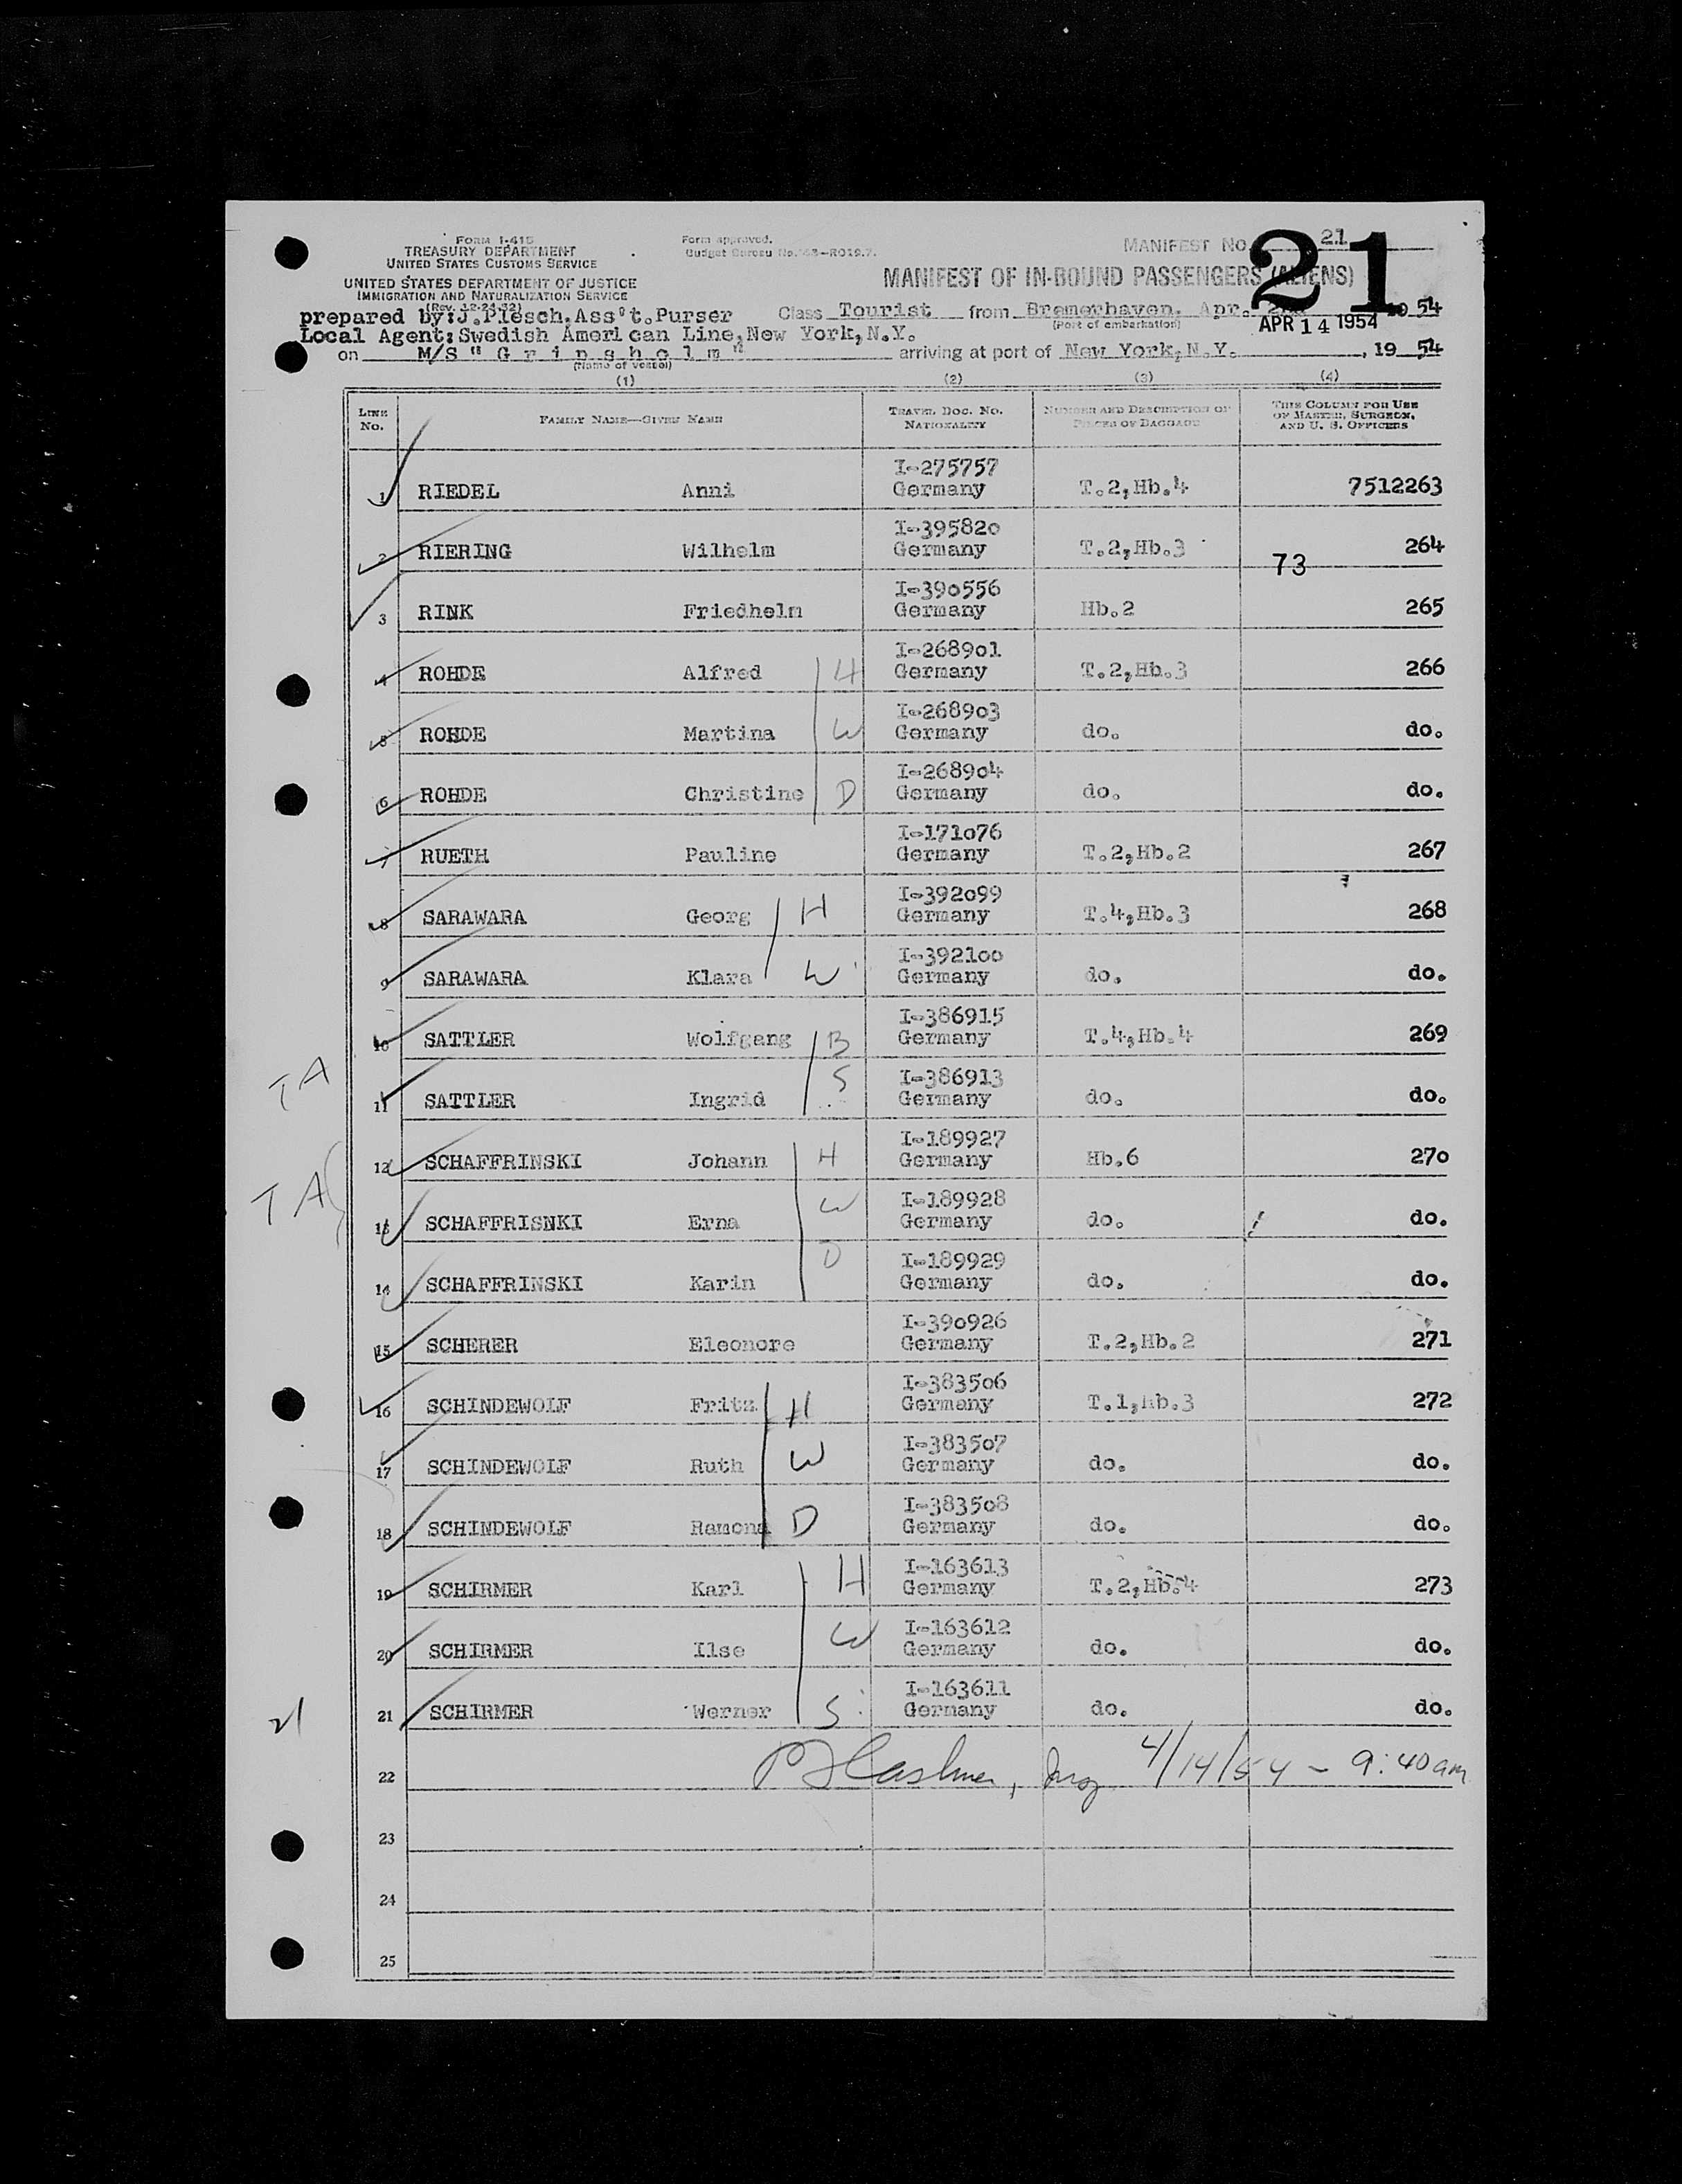 FORM I-415
TREASURY DEPARTMENT
UNITED STATES CUSTOMS SERVICE
UNITED STATES DEPARTMENT OF JUSTICE
IMMIGRATION AND NATURALIZATION SERVICE
(Rev. 12-24-52)
Form approved.
Budget Bureau No.
MANIFEST NO. 21
21
MANIFEST OF IN-BOUND PASSENGERS (ALIENS)
prepared by:J.Plesch.Ass't.Purser Class Tourist from Bremerhaven, Apr. 19 54
(Port of embarkation)
APR 14 1954
Local Agent:Swedish American Line,New York,N.Y.
on M/S "Gripsholm" arriving at port of New York,N.Y. , 19 54
(Name of vessel)
(1) (2) (3) (4)
LINE NO. FAMILY NAME—GIVEN NAME TRAVEL DOC. NO. NATIONALITY NUMBER AND DESCRIPTION OF PIECES OF BAGGAGE THIS COLUMN FOR USE OF MASTER, SURGEON, AND U. S. OFFICERS
I-275757
1 RIEDEL Anni Germany T.2,Hb.4 7512263
I-395820
2 RIERING Wilhelm Germany T.2,Hb.3 264
73
I-390556
3 RINK Friedhelm Germany Hb.2 265
I-268901
4 ROHDE Alfred H Germany T.2,Hb.3 266
I-268903
5 ROHDE Martina W Germany do. do.
I-268904
6 ROHDE Christine D Germany do. do.
I-171076
7 RUETH Pauline Germany T.2,Hb.2 267
I-392099
8 SARAWARA Georg H Germany T.4,Hb.3 268
I-392100
9 SARAWARA Klara W Germany do. do.
I-386915
10 SATTLER Wolfgang B Germany T.4,Hb.4 269
I-386913
TA 11 SATTLER Ingrid S Germany do. do.
I-189927
12 SCHAFFRINSKI Johann H Germany Hb.6 270
I-189928
TA 13 SCHAFFRISNKI Erna W Germany do. do.
I-189929
14 SCHAFFRINSKI Karin D Germany do. do.
I-390926
15 SCHERER Eleonore Germany T.2,Hb.2 271
I-383506
16 SCHINDEWOLF Fritz H Germany T.1,Hb.3 272
I-383507
17 SCHINDEWOLF Ruth W Germany do. do.
I-383508
18 SCHINDEWOLF Ramona D Germany do. do.
I-163613
19 SCHIRMER Karl H Germany T.2,Hb.4 273
I-163612
20 SCHIRMER Ilse W Germany do. do.
I-163611
21 21 SCHIRMER Werner S Germany do. do.
22 4/14/54 - 9:40am
23
24
25